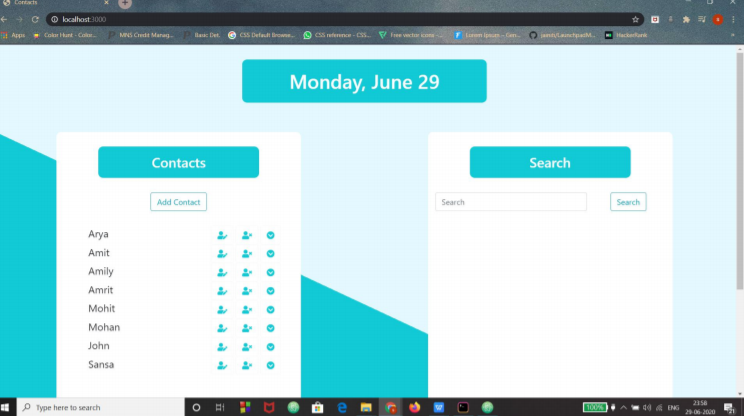 Contacts
localhost:3000
Apps
Color Hunt - Color...
MNS Credit Manag...
Basic Det.
CSS Default Browse...
CSS reference - CSS...
Free vector icons -...
Lorem Ipsum – Gen...
HackerRank
Monday, June 29
Contacts
Search
Add Contact
Search
Search
Arya
Amit
Amily
Amrit
Mohit
Mohan
John
Sansa
Type here to search
100%
ENG
23:58
29-06-2020
21